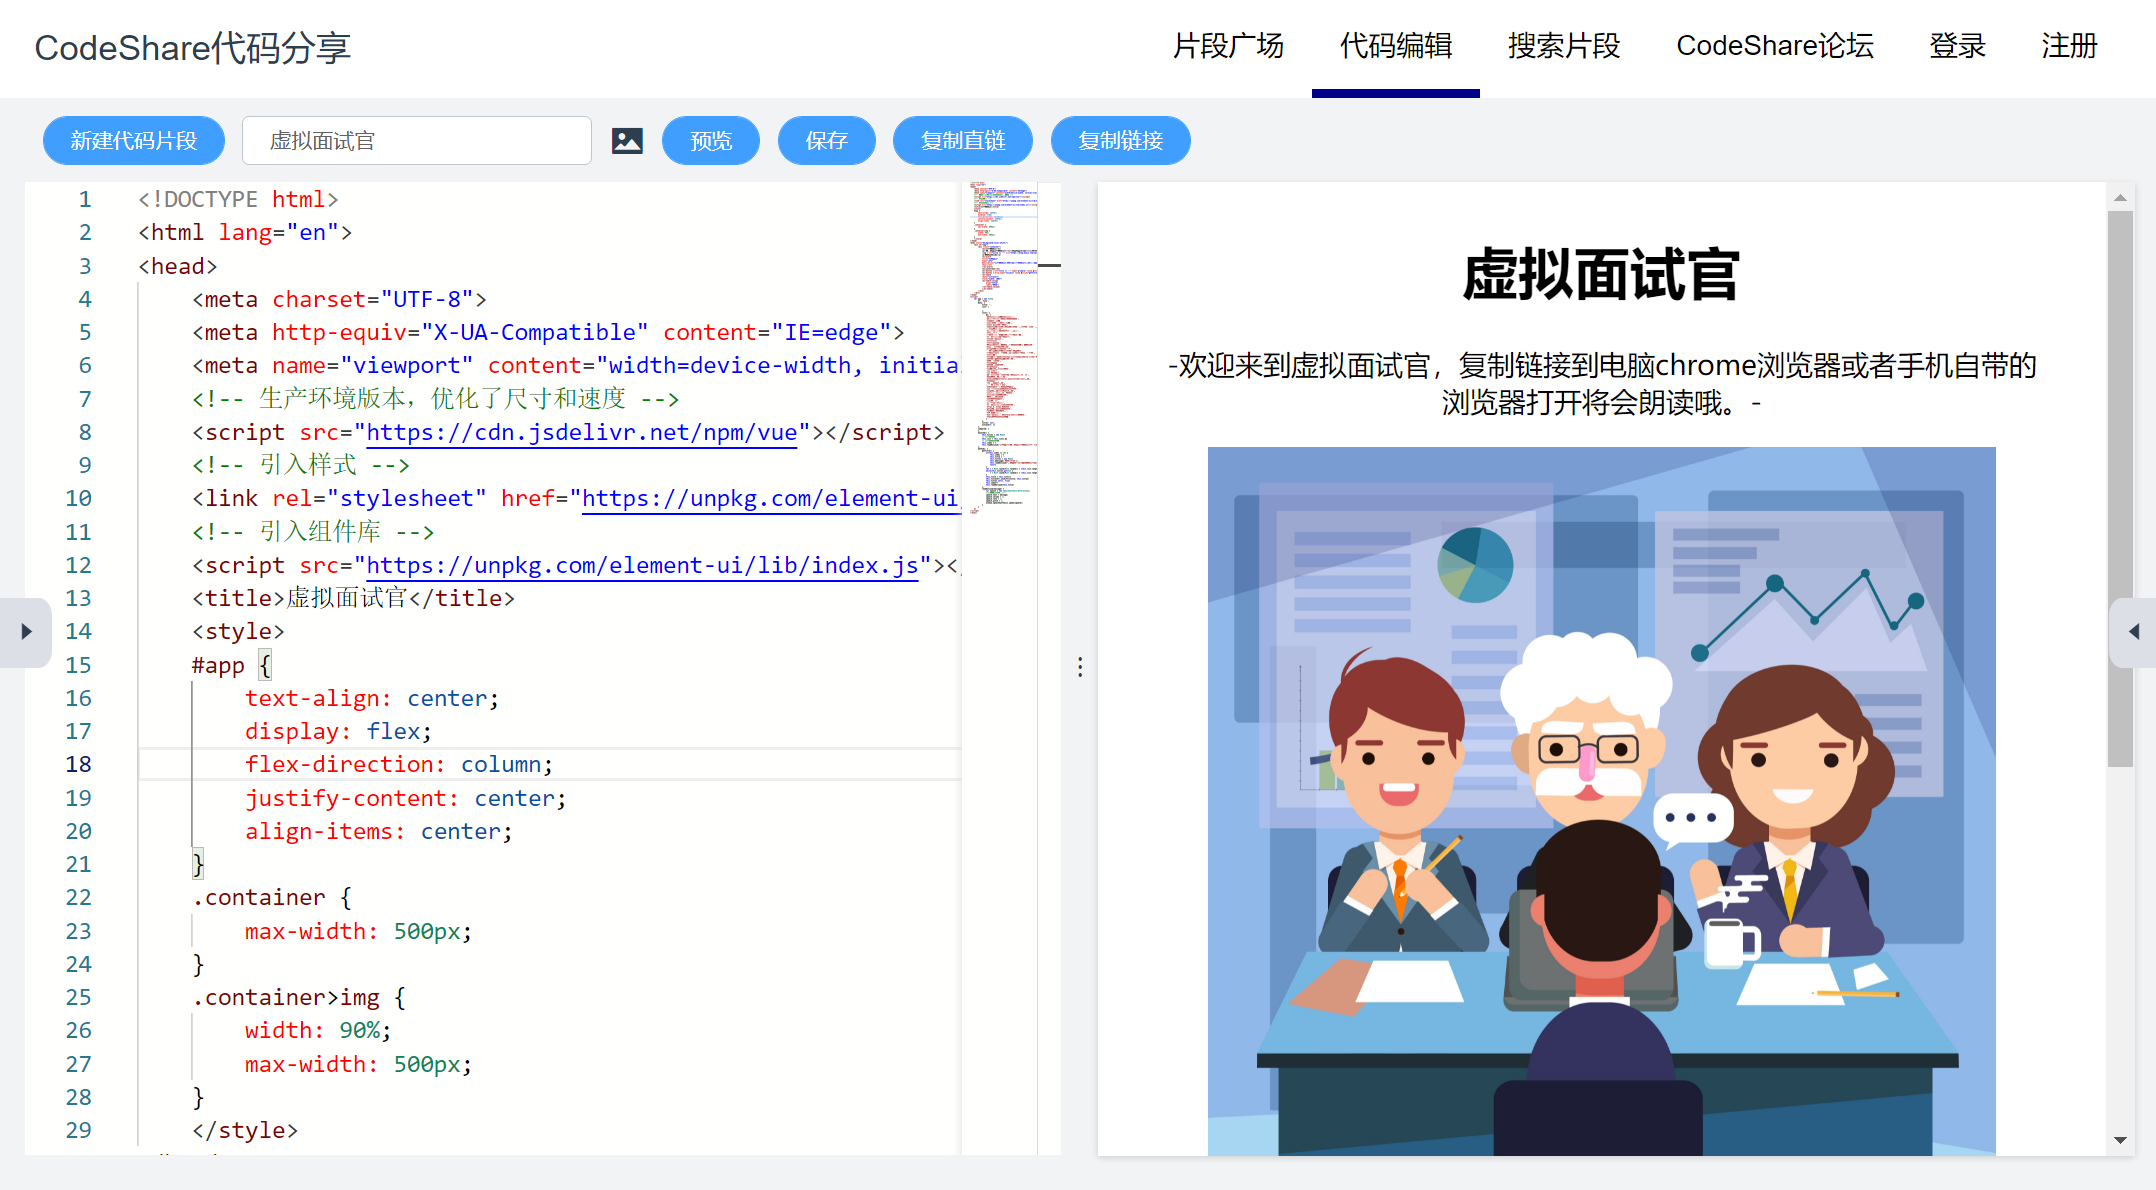 CodeShare代码分享
片段广场 代码编辑 搜索片段 CodeShare论坛 登录 注册
新建代码片段 虚拟面试官 预览 保存 复制直链 复制链接
1 <!DOCTYPE html>
2 <html lang="en">
3 <head>
4 <meta charset="UTF-8">
5 <meta http-equiv="X-UA-Compatible" content="IE=edge">
6 <meta name="viewport" content="width=device-width, initia
7 <!-- 生产环境版本，优化了尺寸和速度 -->
8 <script src="https://cdn.jsdelivr.net/npm/vue"></script>
9 <!-- 引入样式 -->
10 <link rel="stylesheet" href="https://unpkg.com/element-ui/
11 <!-- 引入组件库 -->
12 <script src="https://unpkg.com/element-ui/lib/index.js"></
13 <title>虚拟面试官</title>
14 <style>
15 #app {
16 text-align: center;
17 display: flex;
18 flex-direction: column;
19 justify-content: center;
20 align-items: center;
21 }
22 .container {
23 max-width: 500px;
24 }
25 .container>img {
26 width: 90%;
27 max-width: 500px;
28 }
29 </style>
虚拟面试官
-欢迎来到虚拟面试官，复制链接到电脑chrome浏览器或者手机自带的
浏览器打开将会朗读哦。-